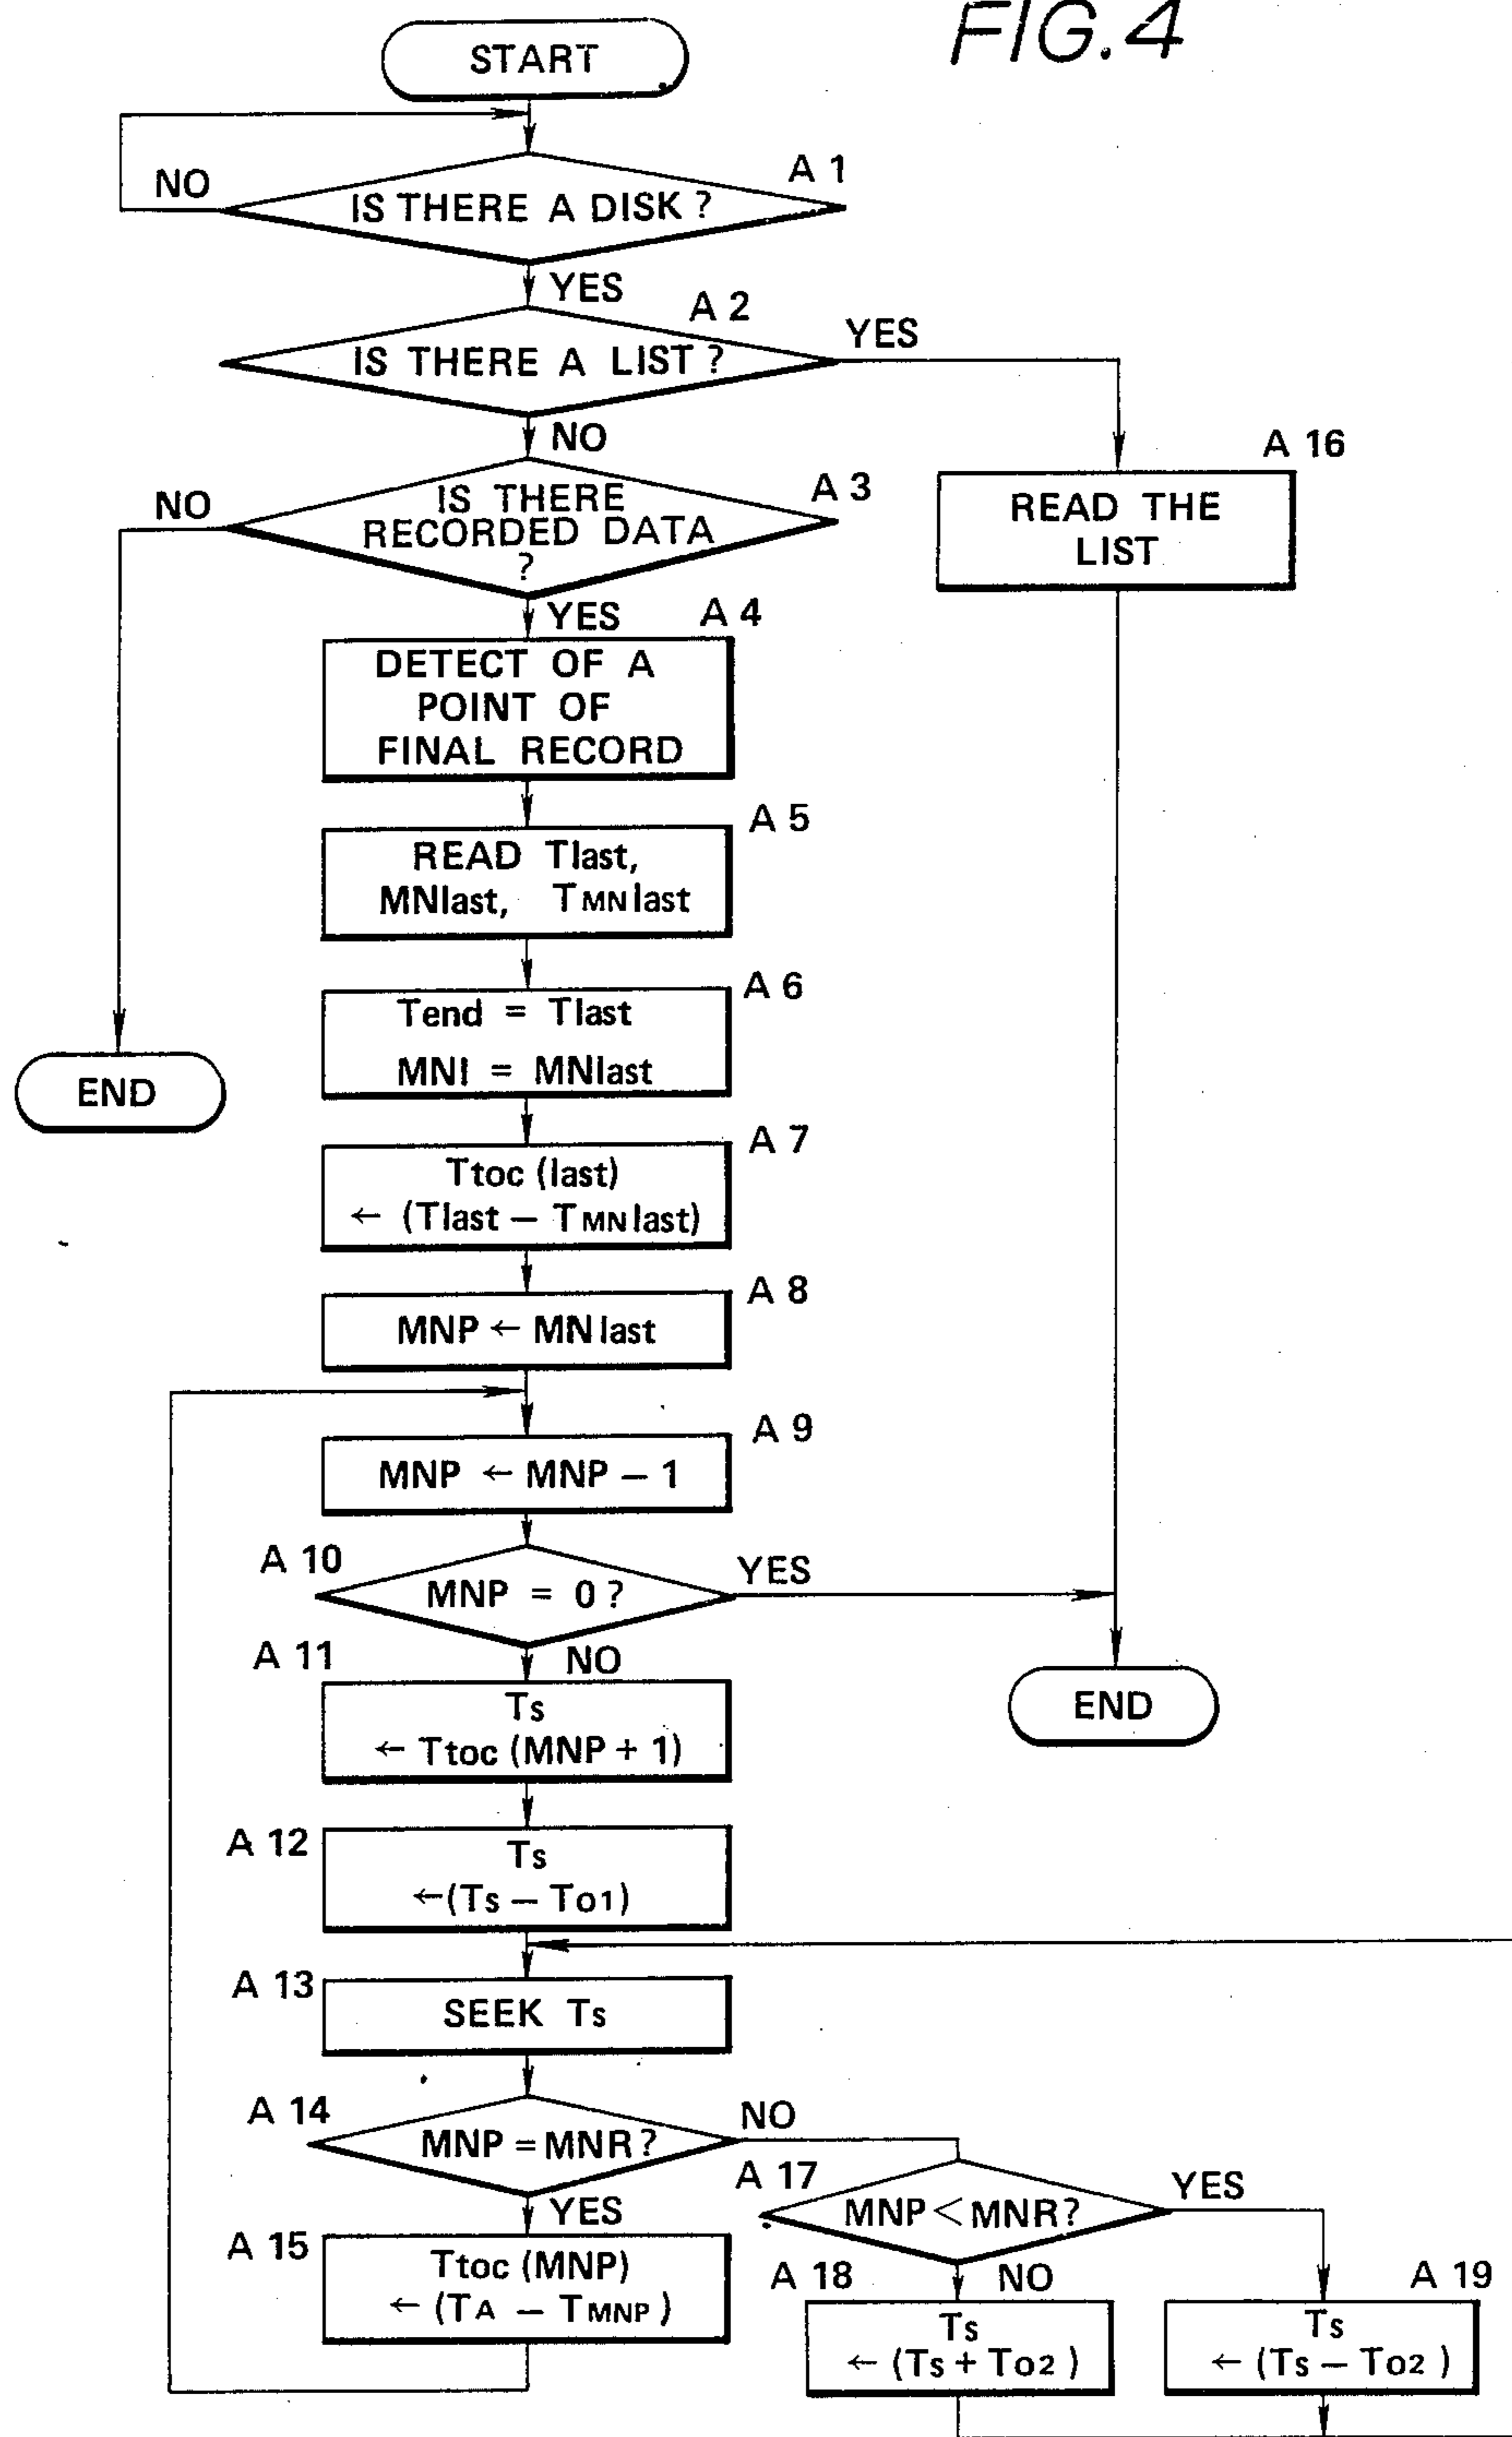 FIG.4
START
A 1
NO
IS THERE A DISK ?
YES
A 2
YES
IS THERE A LIST ?
NO
A 16
A 3
NO
IS THERE
RECORDED DATA
?
READ THE
LIST
YES
A 4
DETECT OF A
POINT OF
FINAL RECORD
A 5
READ Tlast,
MNlast, TMNlast
A 6
Tend = Tlast
MNI = MNlast
END
A 7
Ttoc (last)
← (Tlast – TMNlast)
A 8
MNP ← MNlast
A 9
MNP ← MNP – 1
A 10
YES
MNP = 0 ?
A 11
NO
Ts
← Ttoc (MNP + 1)
END
A 12
Ts
←(Ts – To1)
A 13
SEEK Ts
A 14
NO
MNP = MNR ?
A 17
YES
MNP < MNR?
YES
A 15
Ttoc (MNP)
← (TA – TMNP )
A 18
NO
A 19
Ts
← (Ts + To2 )
Ts
← (Ts – To2 )